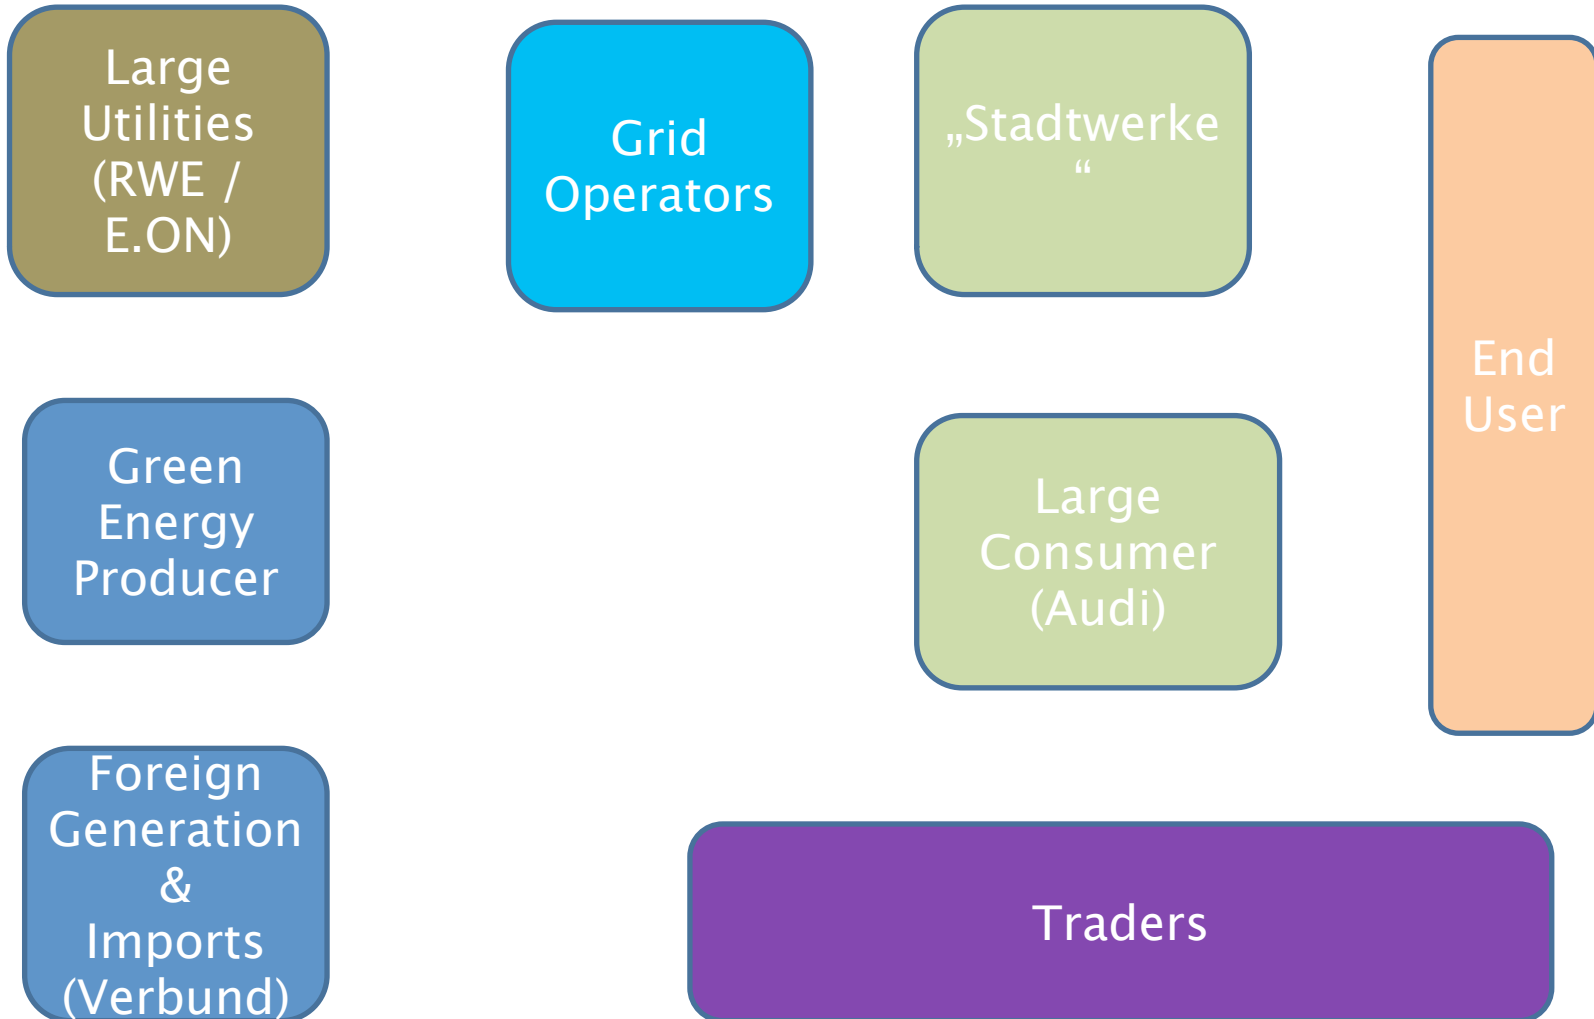 Large
Utilities
(RWE /
E.ON)
Grid
Operators
„Stadtwerke
“
End
User
Green
Energy
Producer
Large
Consumer
(Audi)
Foreign
Generation
&
Imports
(Verbund)
Traders